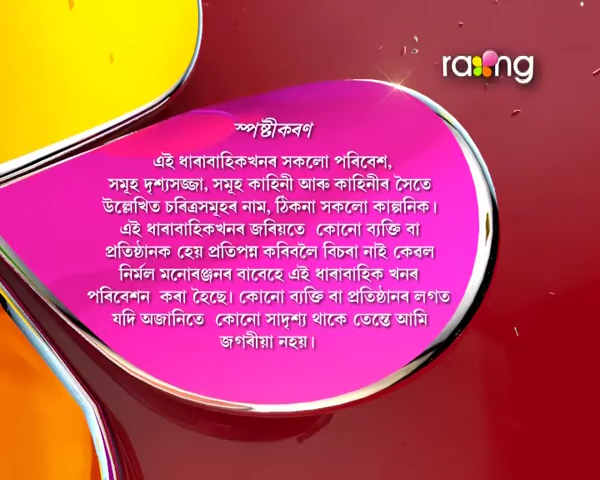 raang
স্পষ্টীকৰণ
এই ধাৰাবাহিকখনৰ সকলো পৰিবেশ,
সমূহ দৃশ্যসজ্জা, সমূহ কাহিনী আৰু কাহিনীৰ সৈতে
উল্লেখিত চৰিত্ৰসমূহৰ নাম, ঠিকনা সকলো কাল্পনিক।
এই ধাৰাবাহিকখনৰ জৰিয়তে কোনো ব্যক্তি বা
প্ৰতিষ্ঠানক হেয় প্ৰতিপন্ন কৰিবলৈ বিচৰা নাই কেৱল
নিৰ্মল মনোৰঞ্জনৰ বাবেহে এই ধাৰাবাহিক খনৰ
পৰিবেশন কৰা হৈছে। কোনো ব্যক্তি বা প্ৰতিষ্ঠানৰ লগত
যদি অজানিতে কোনো সাদৃশ্য থাকে তেন্তে আমি
জগৰীয়া নহয়।